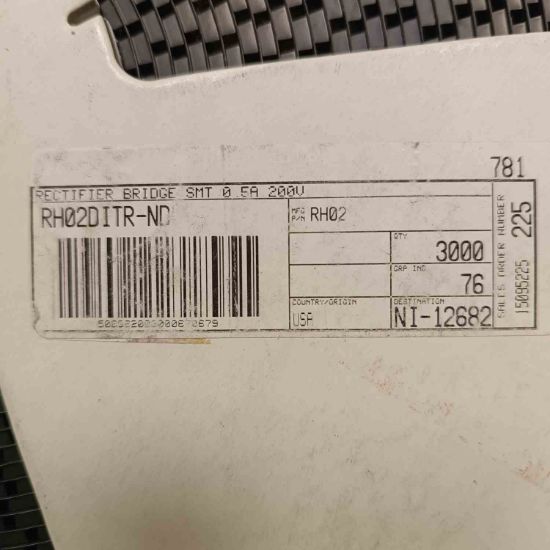 781
RECTIFIER BRIDGE SMT 0.5A 200V
RH02DITR-ND
MFG P/N RH02
QTY
3000
GRP IND
76
COUNTRY/ORIGIN
USA
DESTINATION
NI-12682
SALES ORDER NUMBER
15095225
225